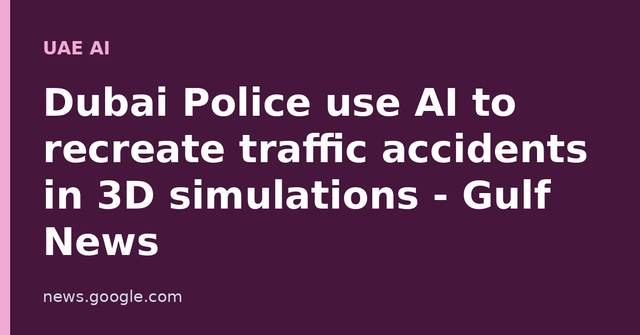 UAE AI
Dubai Police use AI to
recreate traffic accidents
in 3D simulations - Gulf
News
news.google.com